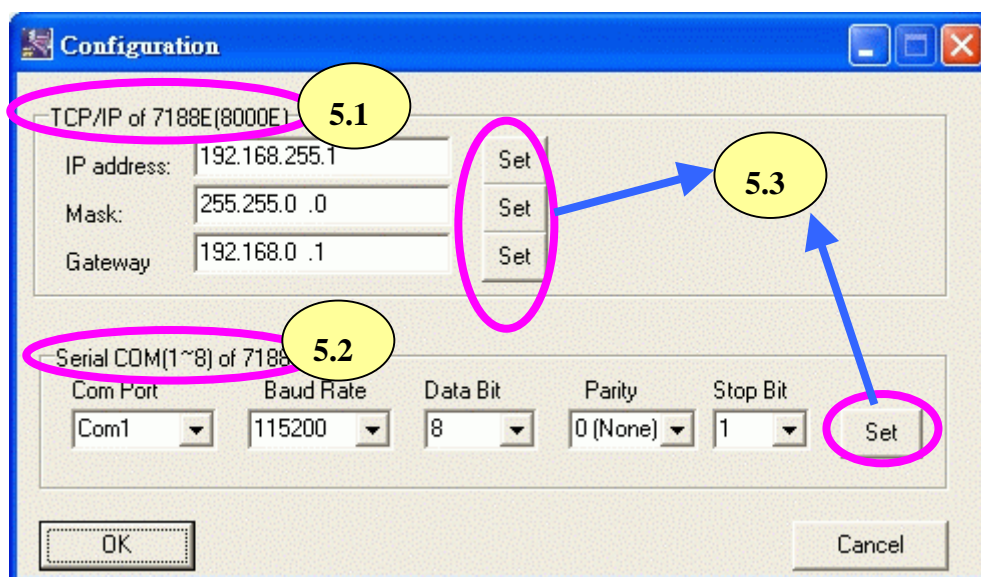 Configuration
TCP/IP of 7188E(8000E)
5.1
IP address:
192.168.255.1
Set
Mask:
255.255.0 .0
Set
5.3
Gateway
192.168.0 .1
Set
Serial COM(1~8) of 7188
5.2
Com Port Baud Rate Data Bit Parity Stop Bit
Com1 115200 8 0 (None) 1 Set
OK Cancel